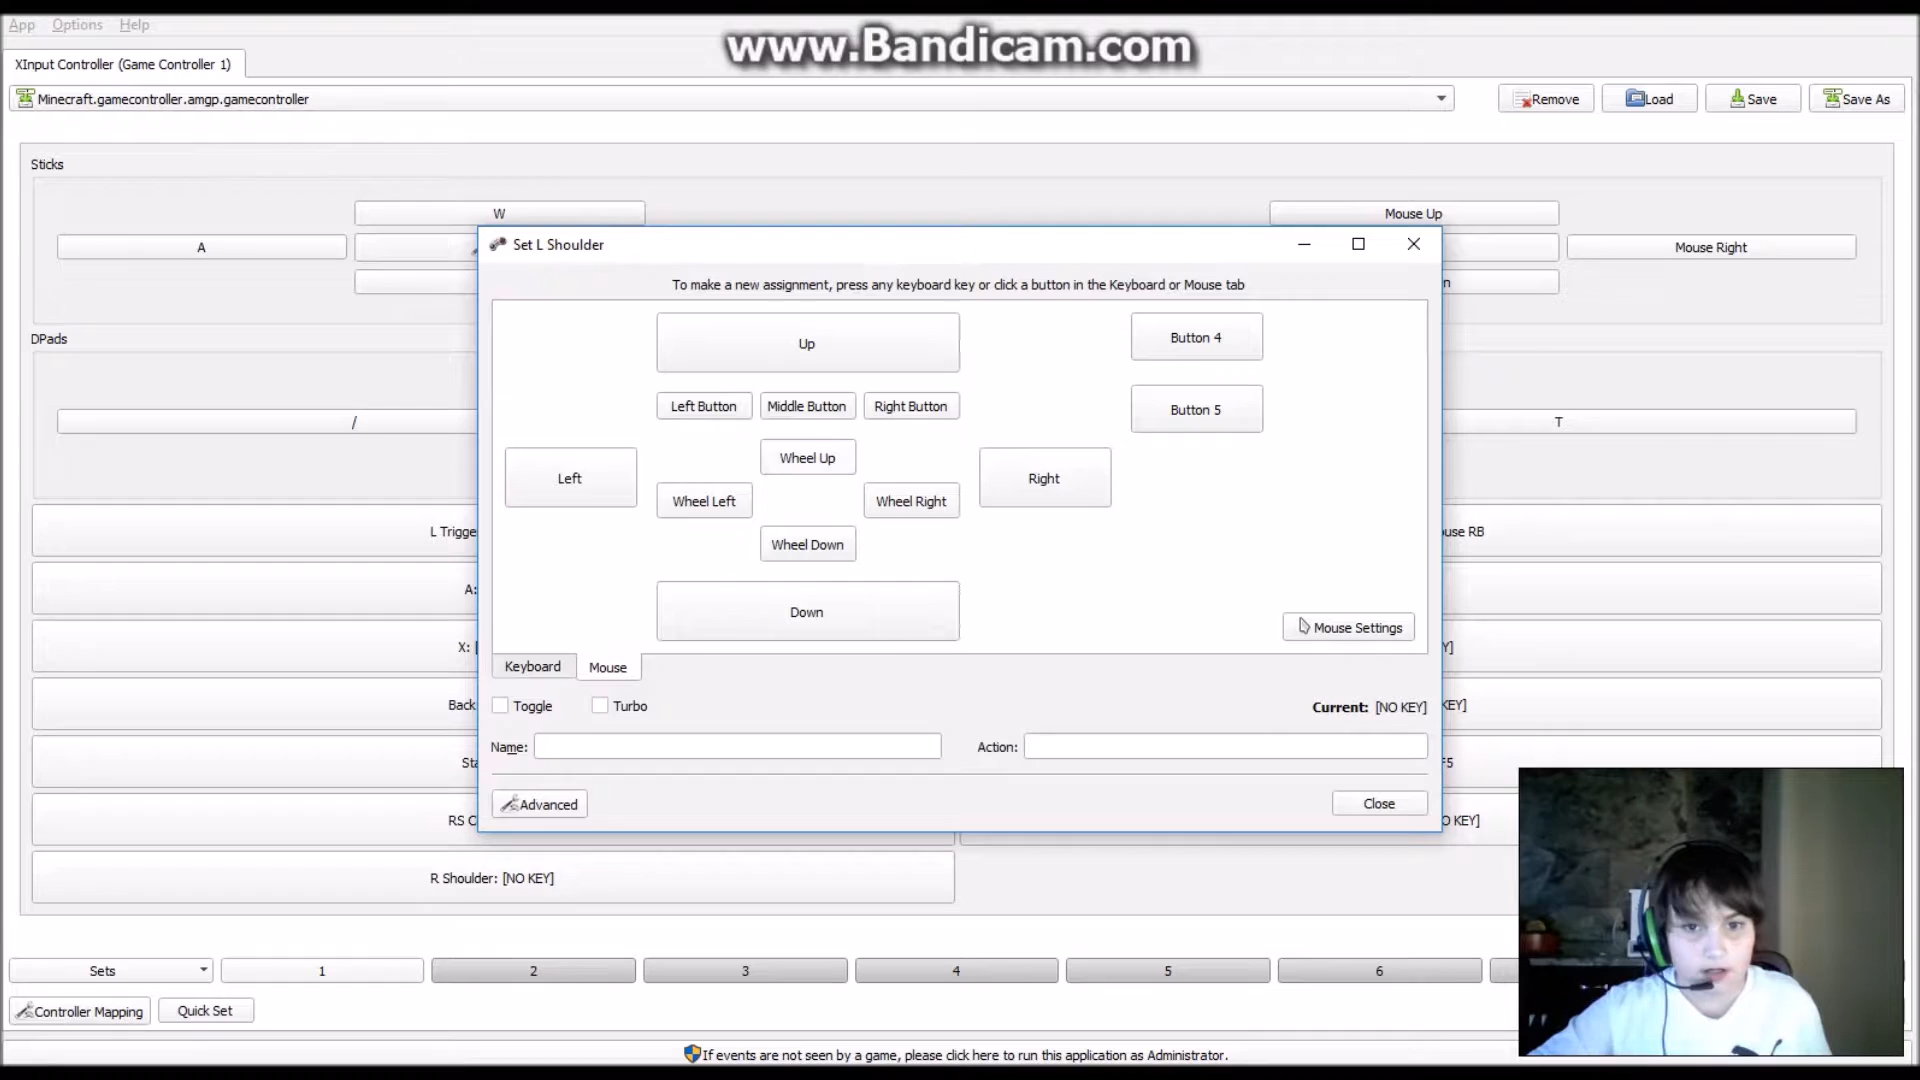 App Options Help
www.Bandicam.com
XInput Controller (Game Controller 1)
Minecraft.gamecontroller.amgp.gamecontroller
Remove Load Save Save As
Sticks
W
Mouse Up
A
Mouse Right
n
DPads
/
T
L Trigge
ouse RB
A:
X: [
Y]
Back
KEY]
Sta
F5
RS C
O KEY]
R Shoulder: [NO KEY]
Set L Shoulder
To make a new assignment, press any keyboard key or click a button in the Keyboard or Mouse tab
Up
Button 4
Left Button Middle Button Right Button
Button 5
Wheel Up
Left
Right
Wheel Left
Wheel Right
Wheel Down
Down
Mouse Settings
Keyboard Mouse
Toggle Turbo
Current: [NO KEY]
Name:
Action:
Advanced
Close
Sets 1 2 3 4 5 6
Controller Mapping Quick Set
If events are not seen by a game, please click here to run this application as Administrator.